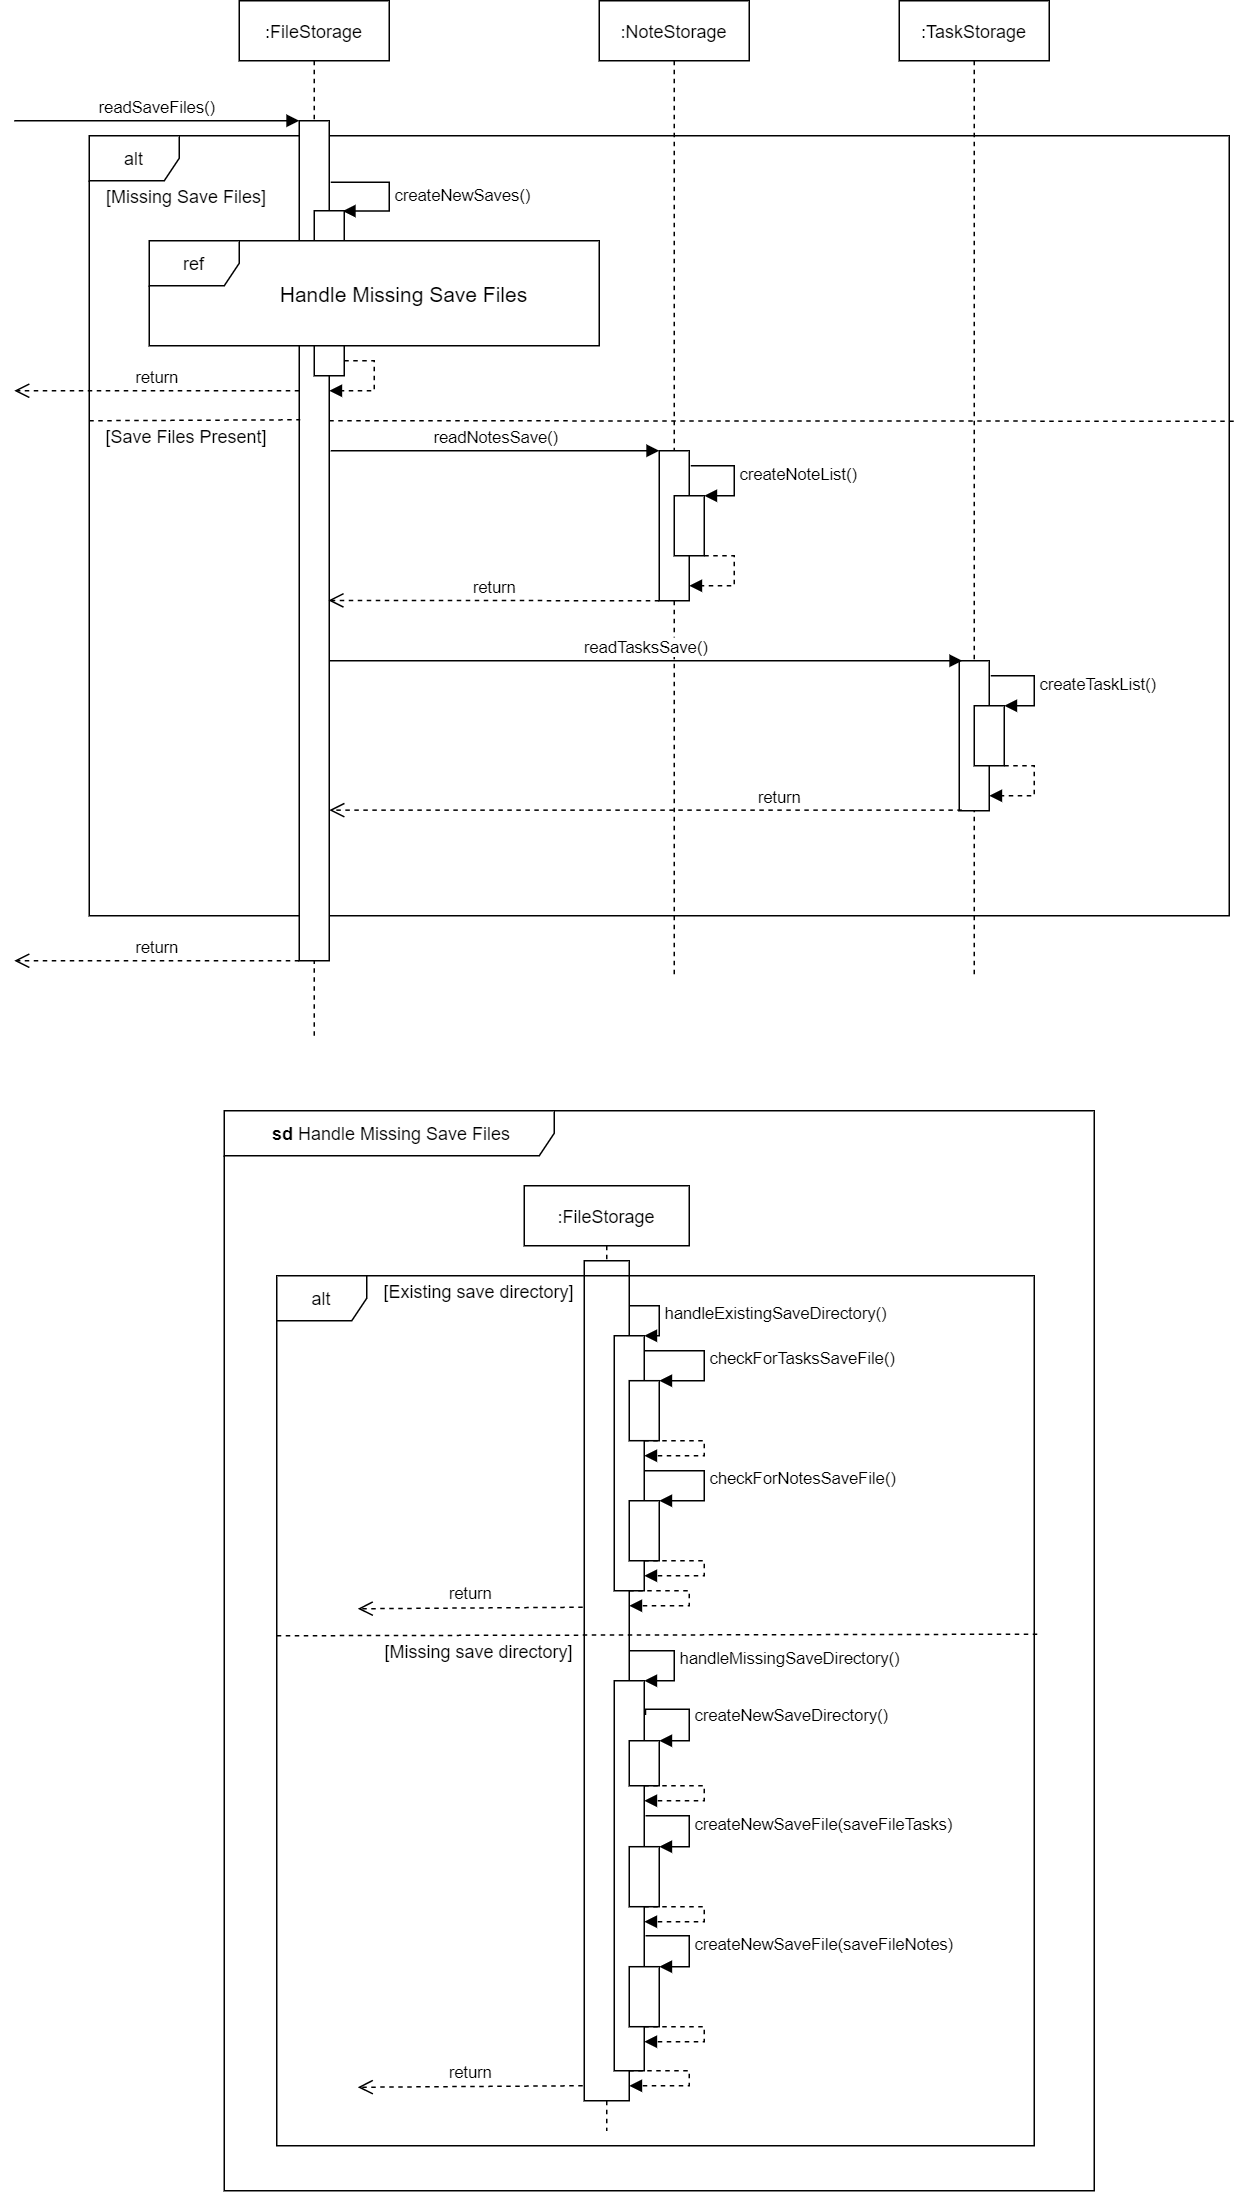 :FileStorage
:NoteStorage
:TaskStorage
readSaveFiles()
alt
[Missing Save Files]
createNewSaves()
ref
Handle Missing Save Files
return
[Save Files Present]
readNotesSave()
createNoteList()
return
readTasksSave()
createTaskList()
return
return
sd Handle Missing Save Files
:FileStorage
alt
[Existing save directory]
handleExistingSaveDirectory()
checkForTasksSaveFile()
checkForNotesSaveFile()
return
[Missing save directory]
handleMissingSaveDirectory()
createNewSaveDirectory()
createNewSaveFile(saveFileTasks)
createNewSaveFile(saveFileNotes)
return